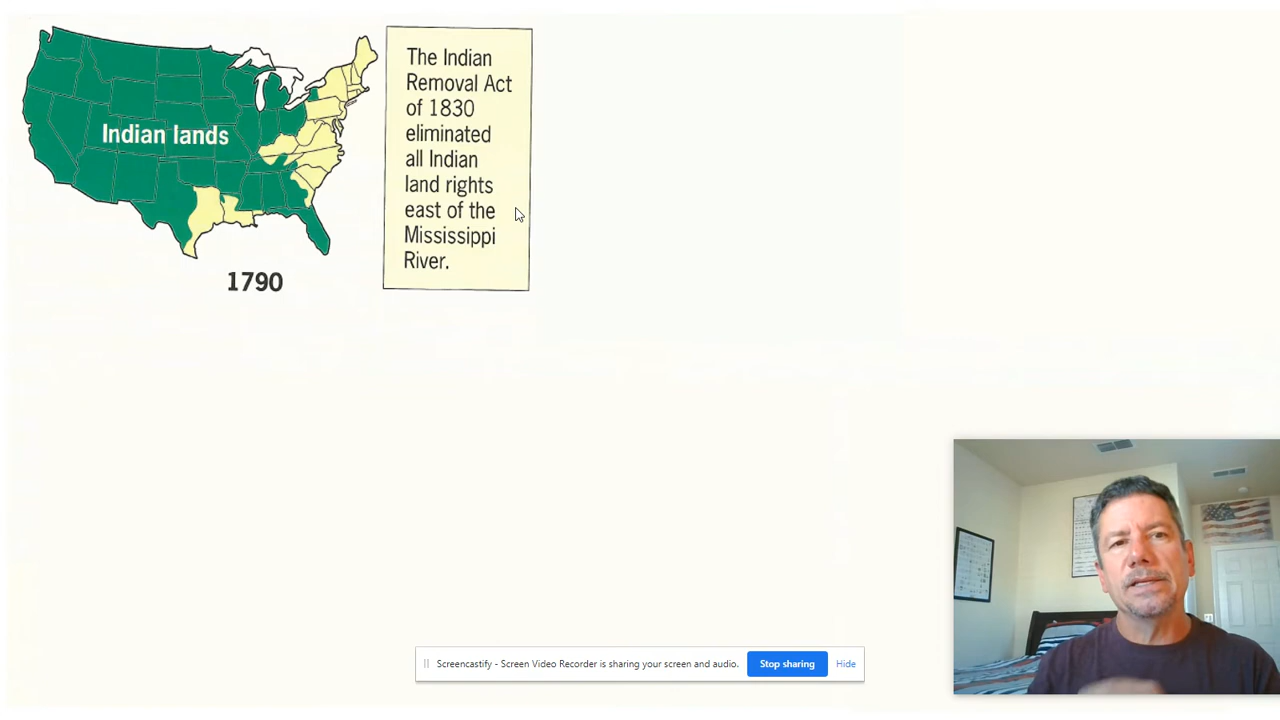 Indian lands
1790
The Indian
Removal Act
of 1830
eliminated
all Indian
land rights
east of the
Mississippi
River.
Screencastify - Screen Video Recorder is sharing your screen and audio.
Stop sharing
Hide